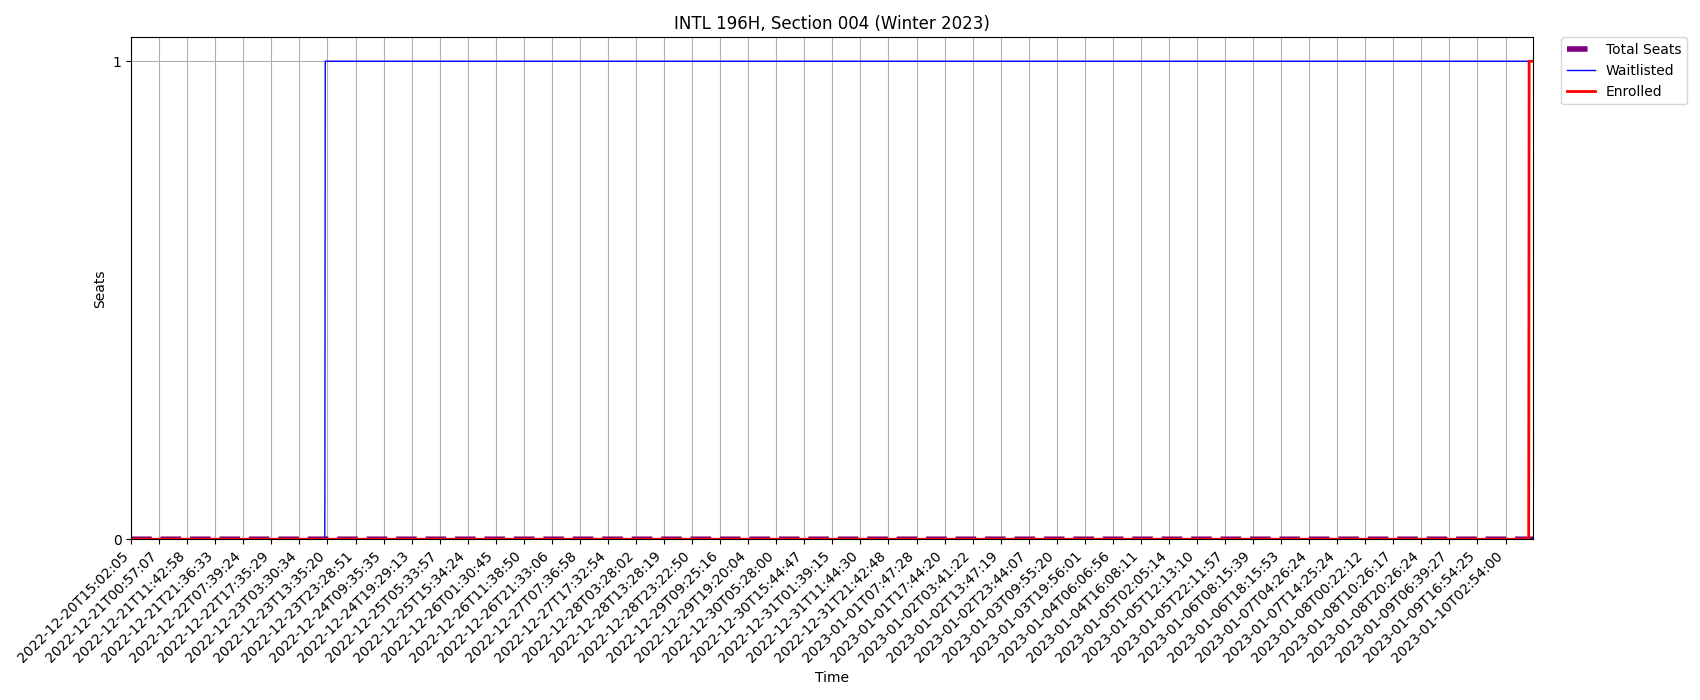 INTL 196H, Section 004 (Winter 2023)
Total Seats
Waitlisted
Enrolled
1
Seats
0
2022-12-20T15:02:05
2022-12-21T00:57:07
2022-12-21T11:42:58
2022-12-21T21:36:33
2022-12-22T07:39:24
2022-12-22T17:35:29
2022-12-23T03:30:34
2022-12-23T13:35:20
2022-12-23T23:28:51
2022-12-24T09:35:35
2022-12-24T19:29:13
2022-12-25T05:33:57
2022-12-25T15:34:24
2022-12-26T01:30:45
2022-12-26T11:38:50
2022-12-26T21:33:06
2022-12-27T07:36:58
2022-12-27T17:32:54
2022-12-28T03:28:02
2022-12-28T13:28:19
2022-12-28T23:22:50
2022-12-29T09:25:16
2022-12-29T19:20:04
2022-12-30T05:28:00
2022-12-30T15:44:47
2022-12-31T01:39:15
2022-12-31T11:44:30
2022-12-31T21:42:48
2023-01-01T07:47:28
2023-01-01T17:44:20
2023-01-02T03:41:22
2023-01-02T13:47:19
2023-01-02T23:44:07
2023-01-03T09:55:20
2023-01-03T19:56:01
2023-01-04T06:06:56
2023-01-04T16:08:11
2023-01-05T02:05:14
2023-01-05T12:13:10
2023-01-05T22:11:57
2023-01-06T08:15:39
2023-01-06T18:15:53
2023-01-07T04:26:24
2023-01-07T14:25:24
2023-01-08T00:22:12
2023-01-08T10:26:17
2023-01-08T20:26:24
2023-01-09T06:39:27
2023-01-09T16:54:25
2023-01-10T02:54:00
Time